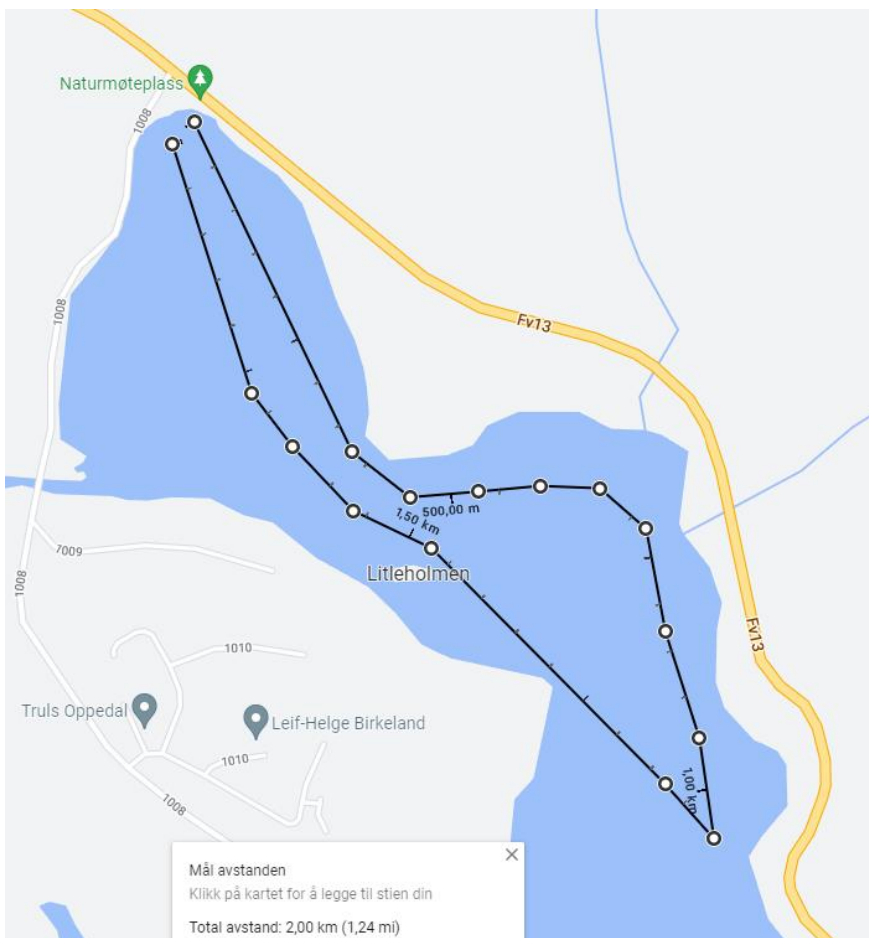 Naturmøteplass
1008
1008
Fv13
500,00 m
1,50 km
1009
1008
Litleholmen
1010
Fv13
Truls Oppedal
Leif-Helge Birkeland
1010
1,00 km
1008
Mål avstanden
Klikk på kartet for å legge til stien din
Total avstand: 2,00 km (1,24 mi)